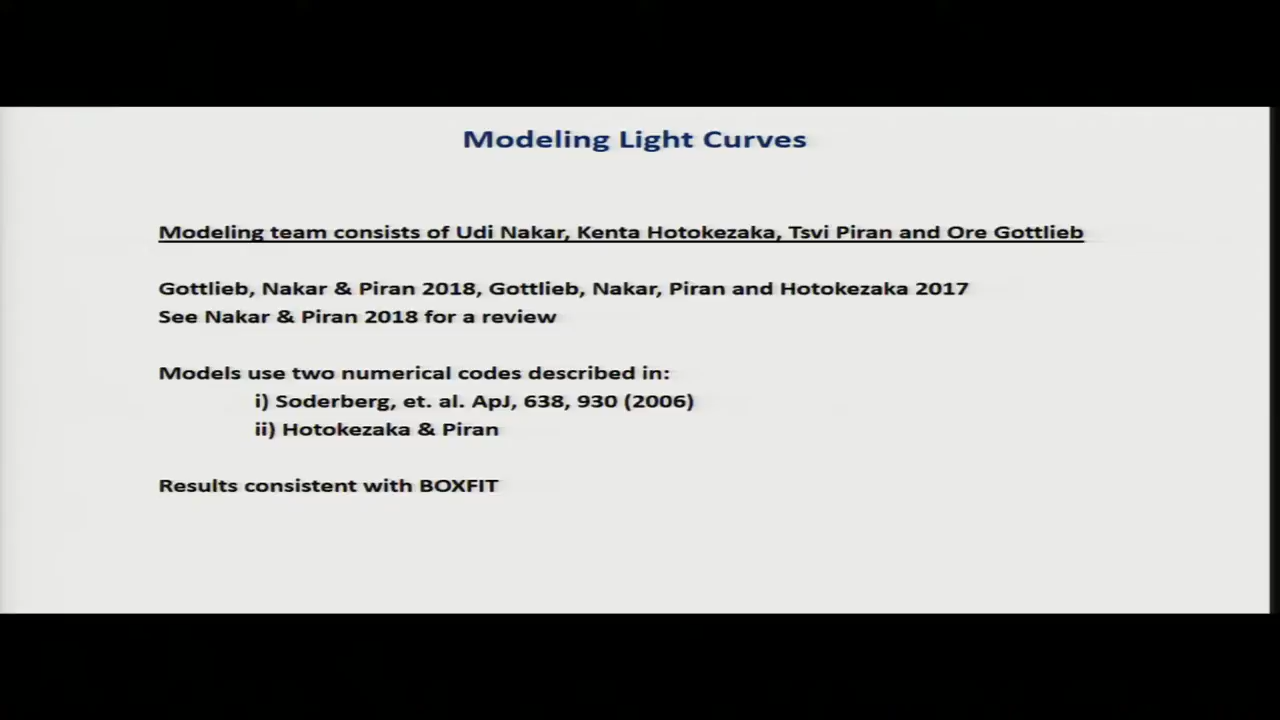 Modeling Light Curves
Modeling team consists of Udi Nakar, Kenta Hotokezaka, Tsvi Piran and Ore Gottlieb
Gottlieb, Nakar & Piran 2018, Gottlieb, Nakar, Piran and Hotokezaka 2017
See Nakar & Piran 2018 for a review
Models use two numerical codes described in:
i) Soderberg, et. al. ApJ, 638, 930 (2006)
ii) Hotokezaka & Piran
Results consistent with BOXFIT